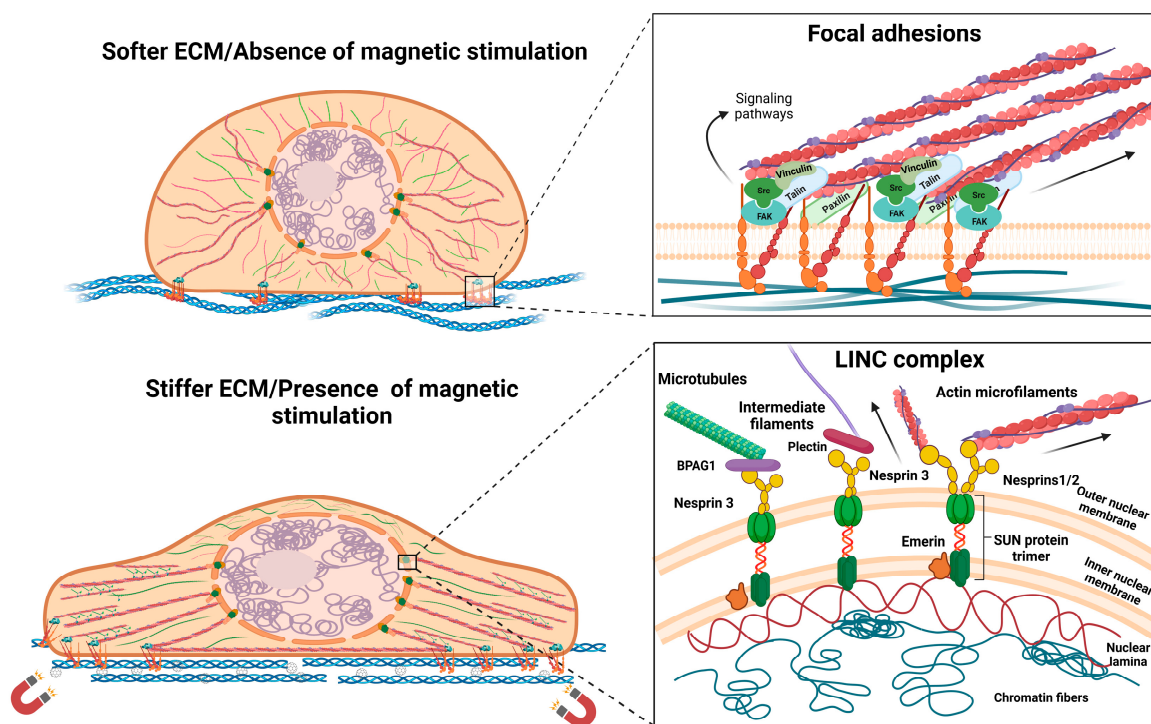 Softer ECM/Absence of magnetic stimulation
Focal adhesions
Signaling
pathways
Vinculin
Talin
Src
FAK
Paxilin
Vinculin
Talin
Src
FAK
Src
FAK
Stiffer ECM/Presence of magnetic
stimulation
LINC complex
Microtubules
Intermediate
filaments
Actin microfilaments
Plectin
BPAG1
Nesprin 3
Nesprin 3
Nesprins1/2
Outer nuclear
membrane
Emerin
SUN protein
trimer
Inner nuclear
membrane
Nuclear
lamina
Chromatin fibers